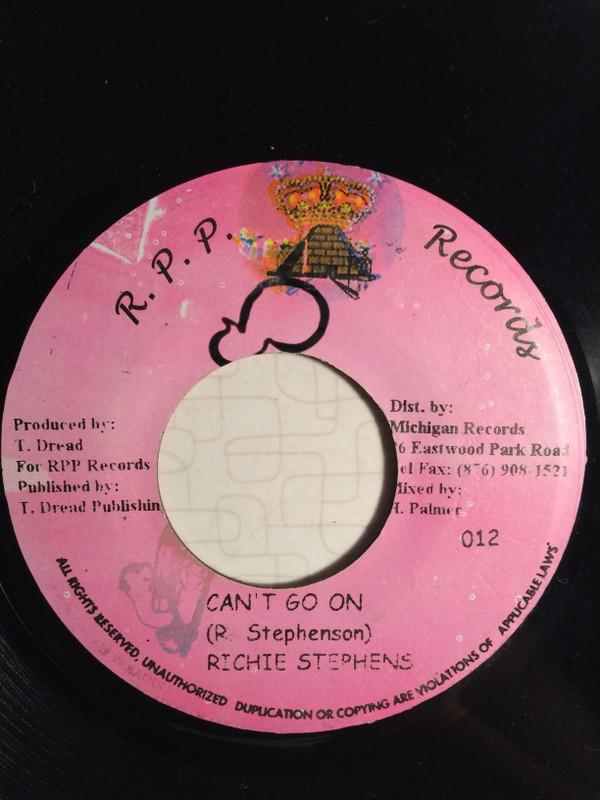 R. P. P. Records
Produced by:
T. Dread
For RPP Records
Published by:
T. Dread Publishin
Dist. by:
Michigan Records
6 Eastwood Park Road
el Fax: (876) 908-1521
Mixed by:
H. Palmer
012
CAN'T GO ON
(R. Stephenson)
RICHIE STEPHENS
ALL RIGHTS RESERVED. UNAUTHORIZED DUPLICATION OR COPYING ARE VIOLATIONS OF APPLICABLE LAWS